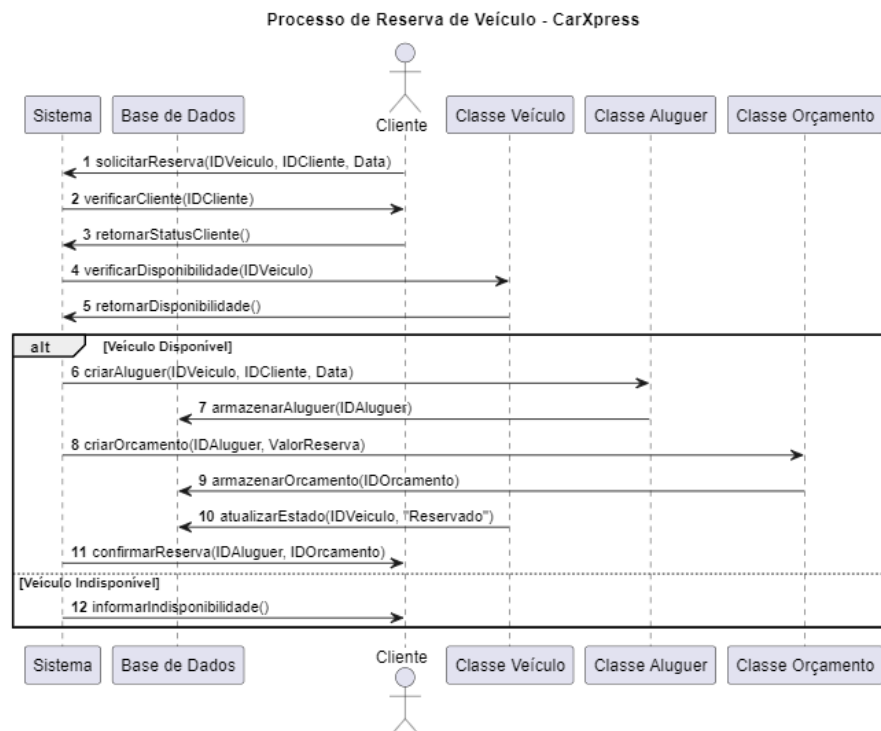 Processo de Reserva de Veículo - CarXpress
Sistema
Base de Dados
Cliente
Classe Veículo
Classe Aluguer
Classe Orçamento
1 solicitarReserva(IDVeiculo, IDCliente, Data)
2 verificarCliente(IDCliente)
3 retornarStatusCliente()
4 verificarDisponibilidade(IDVeiculo)
5 retornarDisponibilidade()
alt [Veículo Disponível]
6 criarAluguer(IDVeiculo, IDCliente, Data)
7 armazenarAluguer(IDAluguer)
8 criarOrcamento(IDAluguer, ValorReserva)
9 armazenarOrcamento(IDOrcamento)
10 atualizarEstado(IDVeiculo, "Reservado")
11 confirmarReserva(IDAluguer, IDOrcamento)
[Veículo Indisponível]
12 informarIndisponibilidade()
Sistema
Base de Dados
Cliente
Classe Veículo
Classe Aluguer
Classe Orçamento